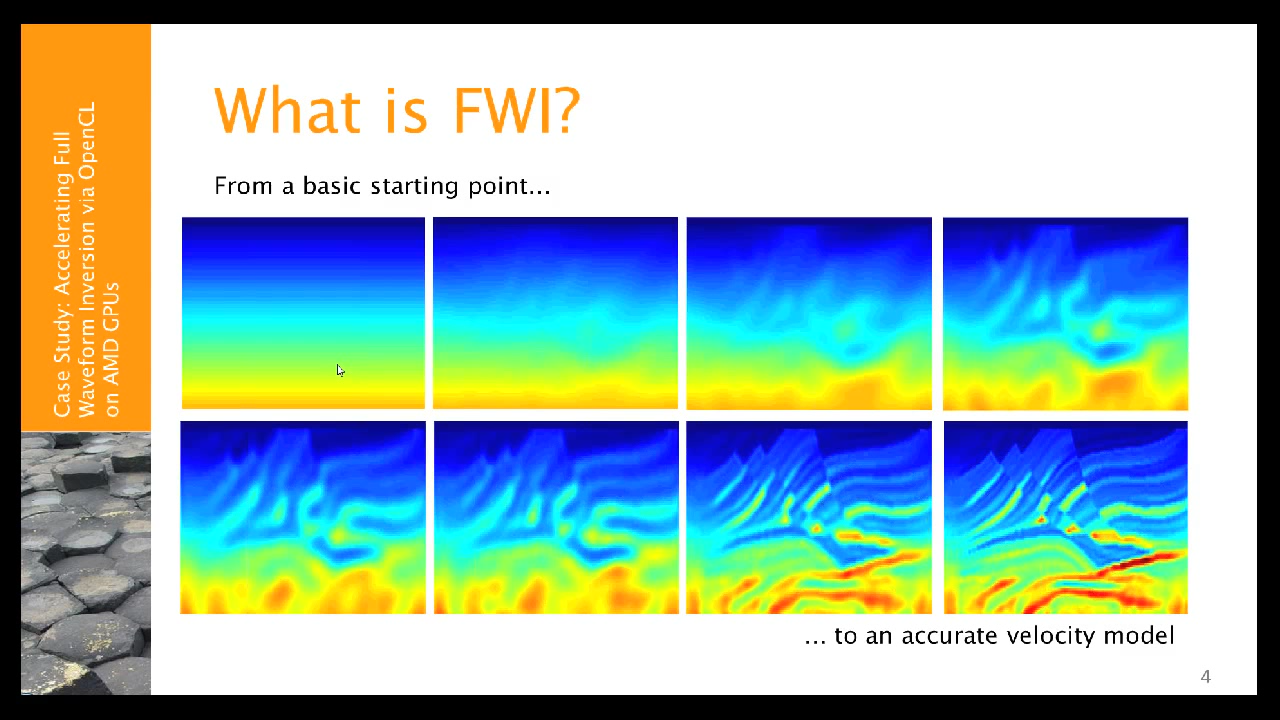 Case Study: Accelerating Full
Waveform Inversion via OpenCL
on AMD GPUs
What is FWI?
From a basic starting point...
... to an accurate velocity model
4